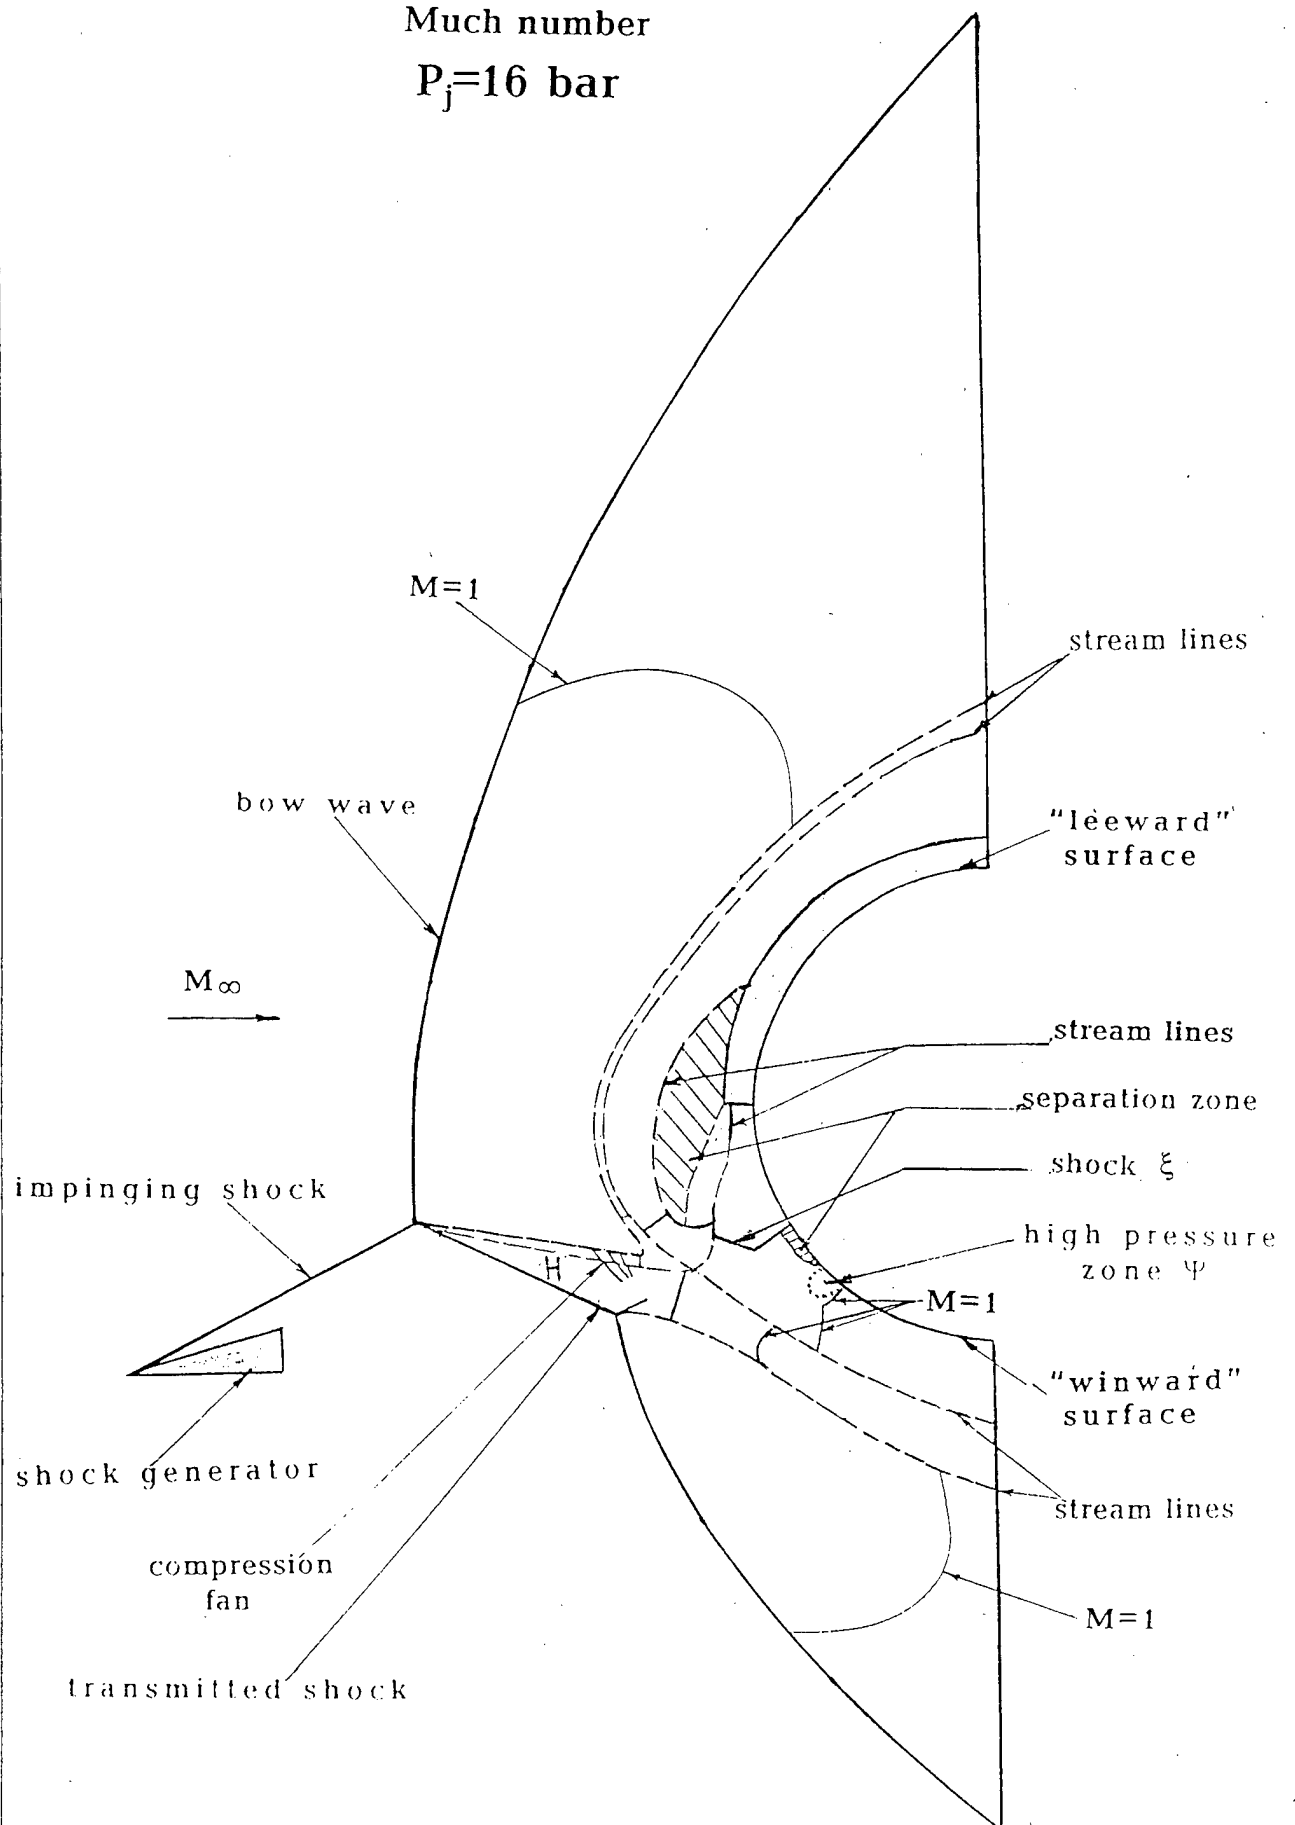 Much number
Pj=16 bar
M=1
stream lines
bow wave
"leeward"
surface
M∞
stream lines
separation zone
shock ξ
impinging shock
high pressure
zone Ψ
H
M=1
"winward"
surface
shock generator
stream lines
compression
fan
M=1
transmitted shock